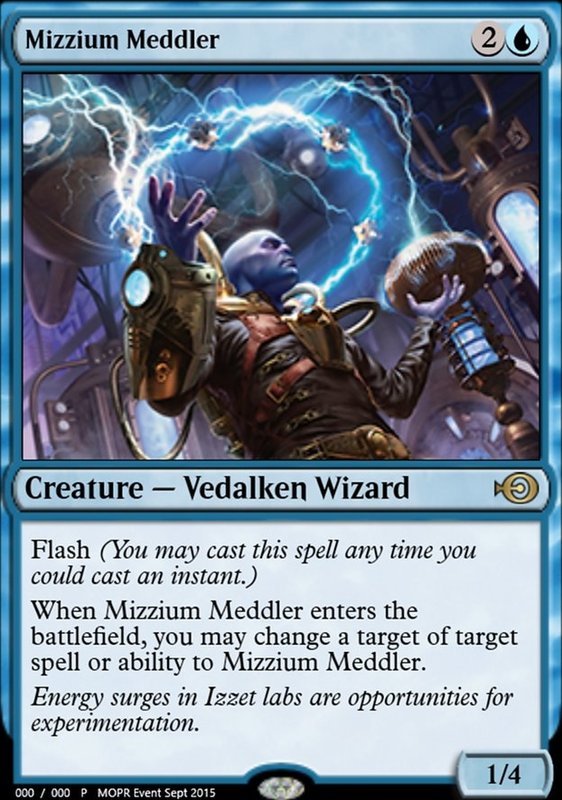 Mizzium Meddler 2
Creature — Vedalken Wizard
Flash (You may cast this spell any time you
could cast an instant.)
When Mizzium Meddler enters the
battlefield, you may change a target of target
spell or ability to Mizzium Meddler.
Energy surges in Izzet labs are opportunities for
experimentation.
1/4
000 / 000 P MOPR Event Sept 2015